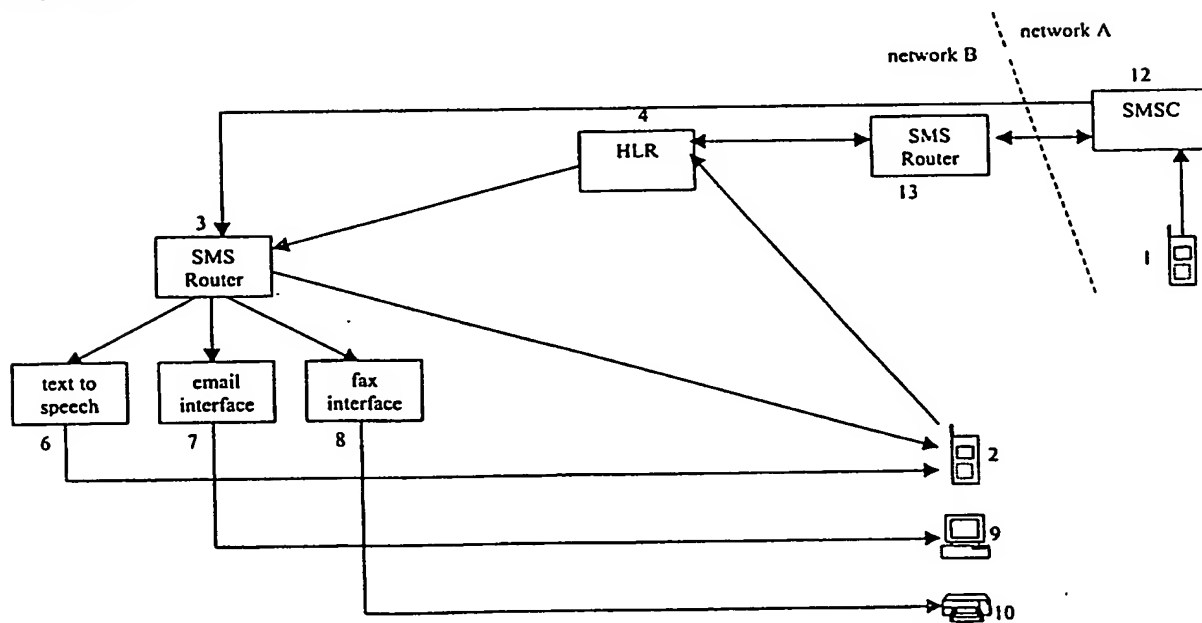 network A
network B
12
SMSC
4
HLR
SMS
Router
13
3
SMS
Router
1
text to
speech
email
interface
fax
interface
6
7
8
2
9
10